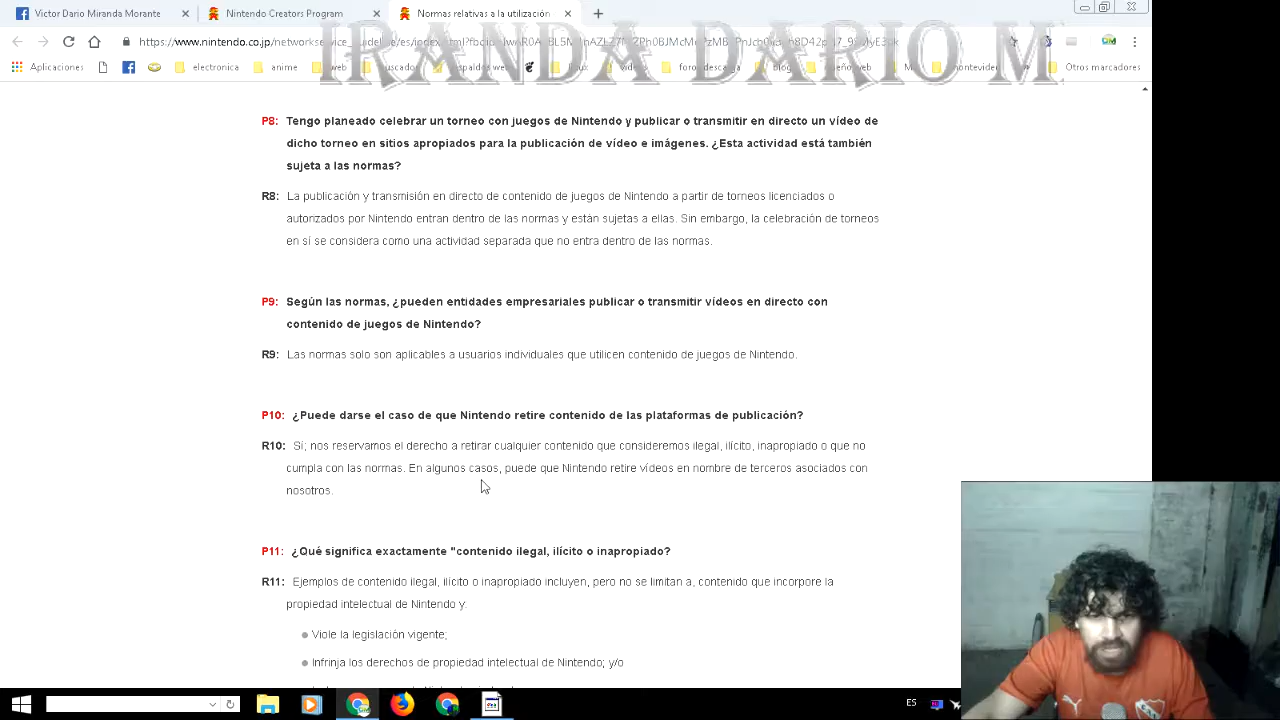 Victor Dario Miranda Morante
Nintendo Creators Program
Normas relativas a la utilización
IRANDA DARIO M
Aplicaciones
electronica
anime
web
foro descarga
blog
diseño web
montevideo
Otros marcadores
P8: Tengo planeado celebrar un torneo con juegos de Nintendo y publicar o transmitir en directo un vídeo de
dicho torneo en sitios apropiados para la publicación de vídeo e imágenes. ¿Esta actividad está también
sujeta a las normas?
R8: La publicación y transmisión en directo de contenido de juegos de Nintendo a partir de torneos licenciados o
autorizados por Nintendo entran dentro de las normas y están sujetas a ellas. Sin embargo, la celebración de torneos
en sí se considera como una actividad separada que no entra dentro de las normas.
P9: Según las normas, ¿pueden entidades empresariales publicar o transmitir vídeos en directo con
contenido de juegos de Nintendo?
R9: Las normas solo son aplicables a usuarios individuales que utilicen contenido de juegos de Nintendo.
P10: ¿Puede darse el caso de que Nintendo retire contenido de las plataformas de publicación?
R10: Sí; nos reservamos el derecho a retirar cualquier contenido que consideremos ilegal, ilícito, inapropiado o que no
cumpla con las normas. En algunos casos, puede que Nintendo retire vídeos en nombre de terceros asociados con
nosotros.
P11: ¿Qué significa exactamente "contenido ilegal, ilícito o inapropiado?
R11: Ejemplos de contenido ilegal, ilícito o inapropiado incluyen, pero no se limitan a, contenido que incorpore la
propiedad intelectual de Nintendo y:
Viole la legislación vigente;
Infrinja los derechos de propiedad intelectual de Nintendo; y/o
ES